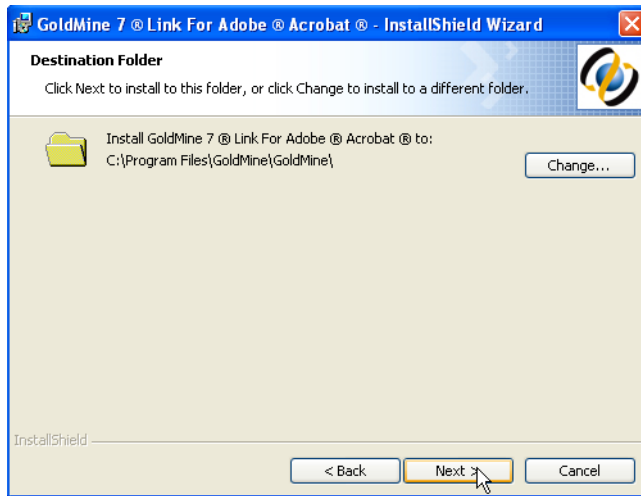 GoldMine 7 ® Link For Adobe ® Acrobat ® - InstallShield Wizard
Destination Folder
Click Next to install to this folder, or click Change to install to a different folder.
Install GoldMine 7 ® Link For Adobe ® Acrobat ® to:
C:\Program Files\GoldMine\GoldMine\
Change...
InstallShield
< Back
Next >
Cancel